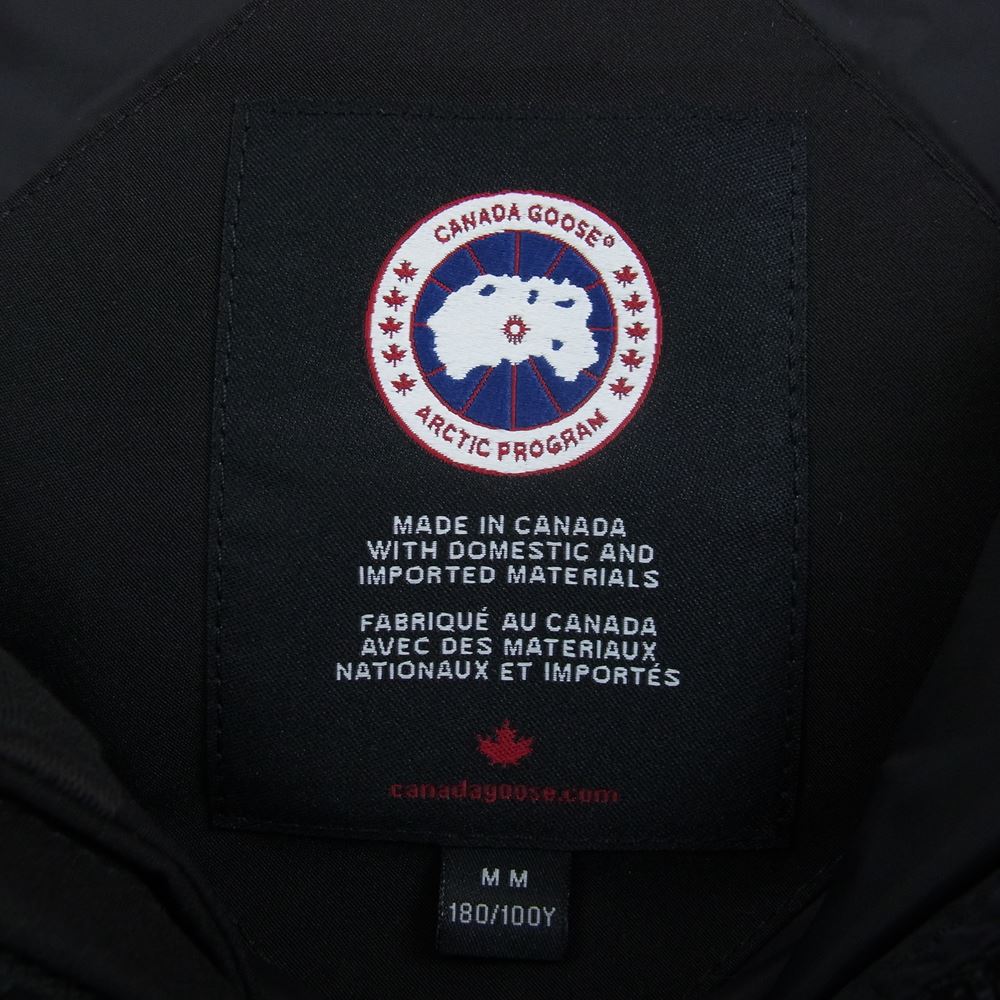 CANADA GOOSE®
ARCTIC PROGRAM
MADE IN CANADA
WITH DOMESTIC AND
IMPORTED MATERIALS
FABRIQUÉ AU CANADA
AVEC DES MATERIAUX
NATIONAUX ET IMPORTÉS
canadagoose.com
M M
180/100Y